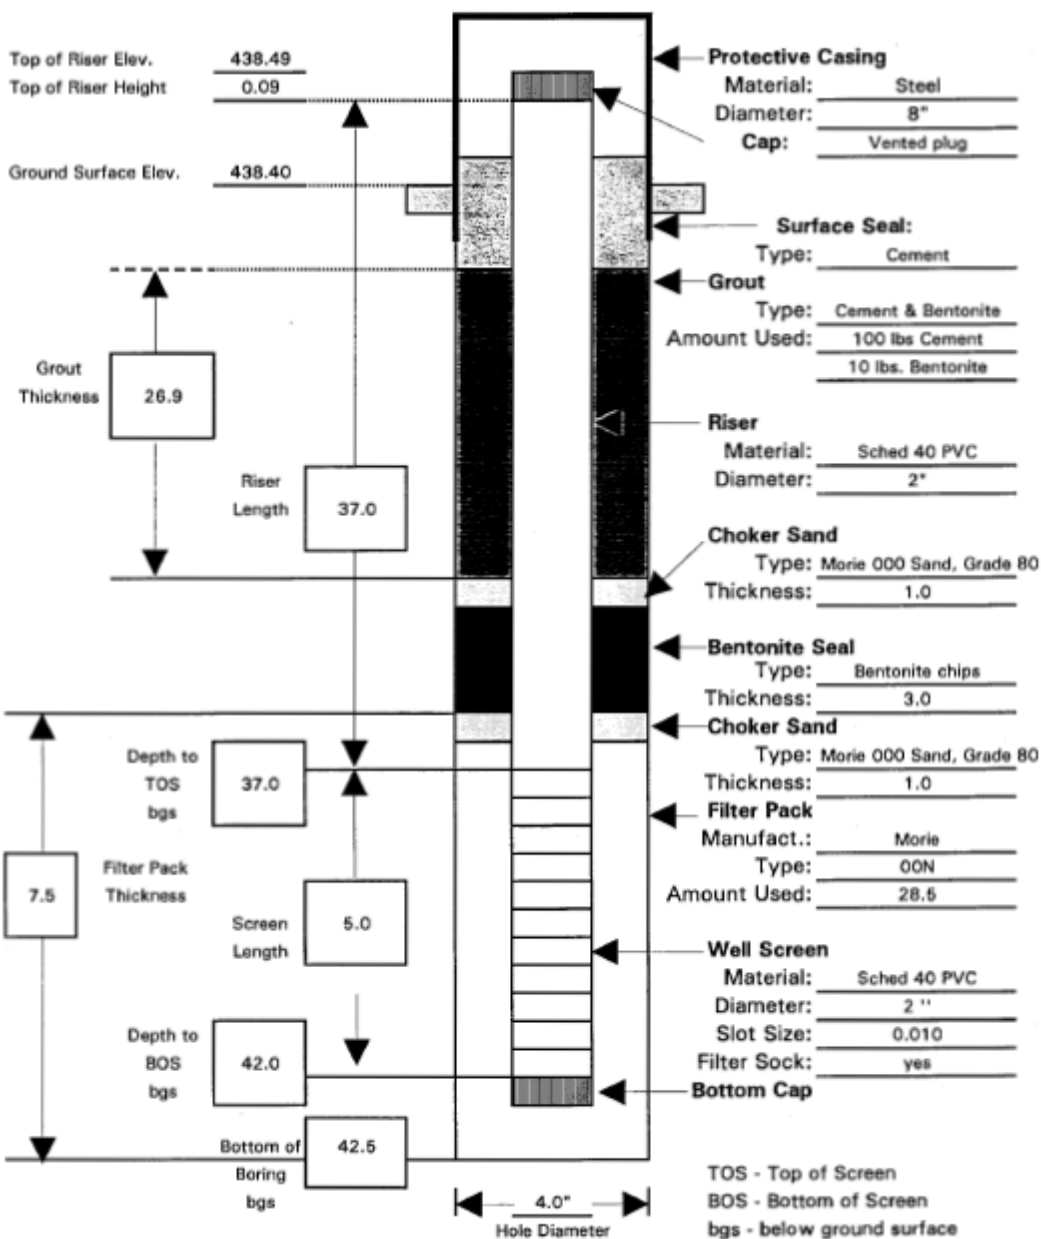 Top of Riser Elev. 438.49
Top of Riser Height 0.09
Ground Surface Elev. 438.40
Grout
Thickness
26.9
Riser
Length
37.0
Depth to
TOS
bgs
37.0
Filter Pack
Thickness
7.5
Screen
Length
5.0
Depth to
BOS
bgs
42.0
Bottom of
Boring
bgs
42.5
4.0"
Hole Diameter
Protective Casing
Material: Steel
Diameter: 8"
Cap: Vented plug
Surface Seal:
Type: Cement
Grout
Type: Cement & Bentonite
Amount Used: 100 lbs Cement
10 lbs. Bentonite
Riser
Material: Sched 40 PVC
Diameter: 2"
Choker Sand
Type: Morie 000 Sand, Grade 80
Thickness: 1.0
Bentonite Seal
Type: Bentonite chips
Thickness: 3.0
Choker Sand
Type: Morie 000 Sand, Grade 80
Thickness: 1.0
Filter Pack
Manufact.: Morie
Type: 00N
Amount Used: 28.5
Well Screen
Material: Sched 40 PVC
Diameter: 2 "
Slot Size: 0.010
Filter Sock: yes
Bottom Cap
TOS - Top of Screen
BOS - Bottom of Screen
bgs - below ground surface